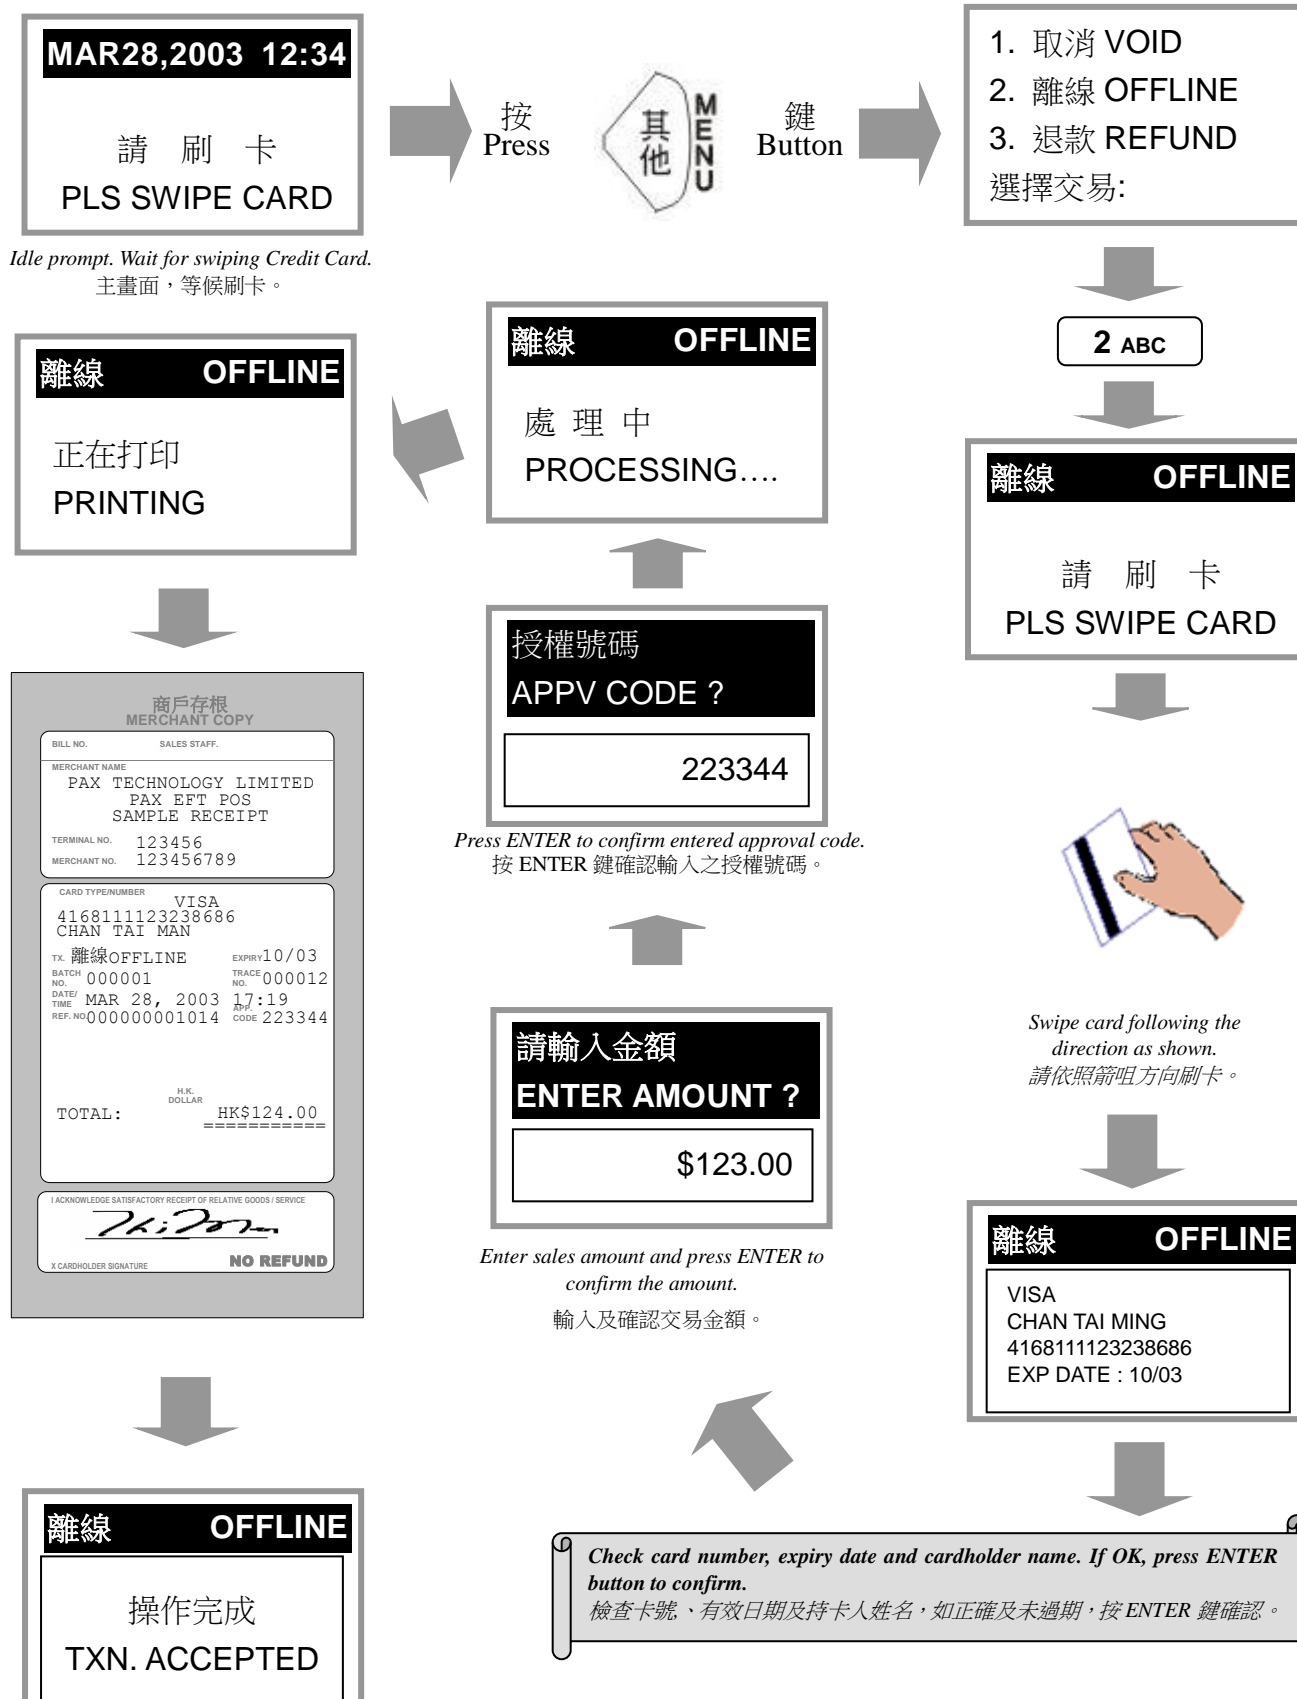 MAR28,2003 12:34
請 刷 卡
PLS SWIPE CARD
Idle prompt. Wait for swiping Credit Card.
主畫面，等候刷卡。
按
Press
其他
MENU
鍵
Button
1. 取消 VOID
2. 離線 OFFLINE
3. 退款 REFUND
選擇交易:
2 ABC
離線 OFFLINE
請 刷 卡
PLS SWIPE CARD
Swipe card following the
direction as shown.
請依照箭咀方向刷卡。
離線 OFFLINE
VISA
CHAN TAI MING
4168111123238686
EXP DATE : 10/03
Check card number, expiry date and cardholder name. If OK, press ENTER
button to confirm.
檢查卡號,、有效日期及持卡人姓名，如正確及未過期，按 ENTER 鍵確認。
請輸入金額
ENTER AMOUNT ?
$123.00
Enter sales amount and press ENTER to
confirm the amount.
輸入及確認交易金額。
授權號碼
APPV CODE ?
223344
Press ENTER to confirm entered approval code.
按 ENTER 鍵確認輸入之授權號碼。
離線 OFFLINE
處 理 中
PROCESSING....
離線 OFFLINE
正在打印
PRINTING
商戶存根
MERCHANT COPY
BILL NO. SALES STAFF.
MERCHANT NAME
PAX TECHNOLOGY LIMITED
PAX EFT POS
SAMPLE RECEIPT
TERMINAL NO. 123456
MERCHANT NO. 123456789
CARD TYPE/NUMBER
VISA
4168111123238686
CHAN TAI MAN
TX. 離線OFFLINE EXPIRY 10/03
BATCH NO. 000001 TRACE NO. 000012
DATE/TIME MAR 28, 2003 17:19
REF. NO. 000000001014 APP. CODE 223344
H.K.
DOLLAR
TOTAL: HK$124.00
===========
I ACKNOWLEDGE SATISFACTORY RECEIPT OF RELATIVE GOODS / SERVICE
X CARDHOLDER SIGNATURE NO REFUND
離線 OFFLINE
操作完成
TXN. ACCEPTED